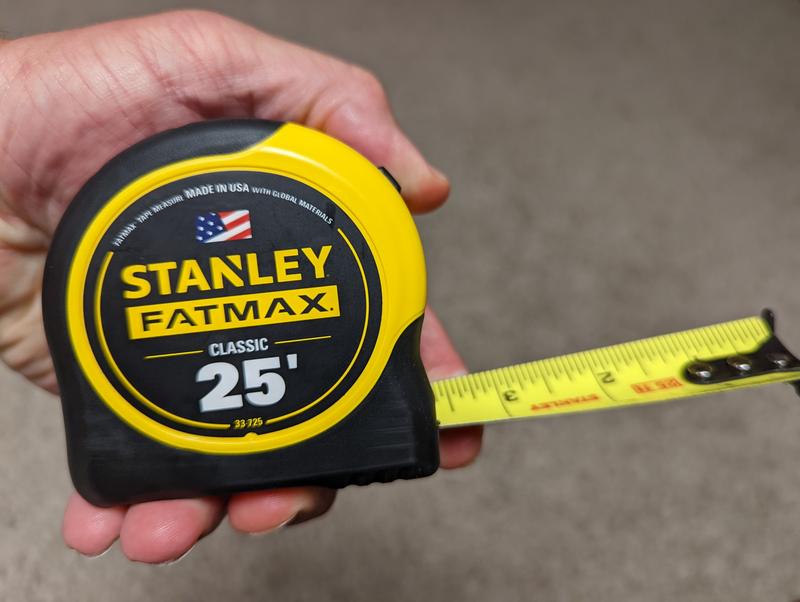 FATMAX TAPE MEASURE MADE IN USA WITH GLOBAL MATERIALS
STANLEY
FATMAX.
CLASSIC
25'
33-725
3
2
STANLEY